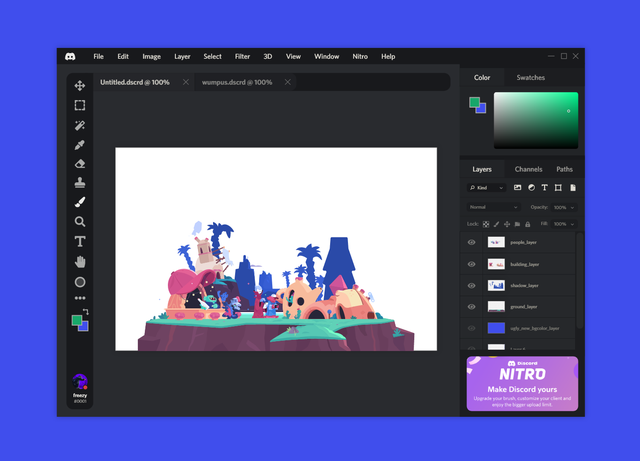 File Edit Image Layer Select Filter 3D View Window Nitro Help
Untitled.dscrd @ 100% wumpus.dscrd @ 100%
Color Swatches
Layers Channels Paths
Kind
Normal Opacity: 100%
Lock: Fill: 100%
people_layer
building_layer
shadow_layer
ground_layer
ugly_new_bgcolor_layer
freezy
Discord
NITRO
Make Discord yours
Upgrade your brush, customize your client and
enjoy the bigger upload limit.